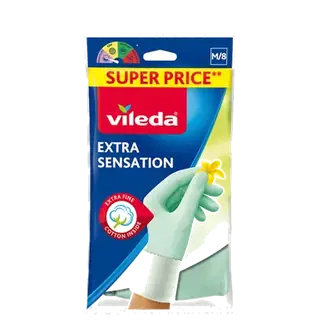 M/8
SUPER PRICE**
vileda
EXTRA
SENSATION
EXTRA FINE
COTTON INSIDE